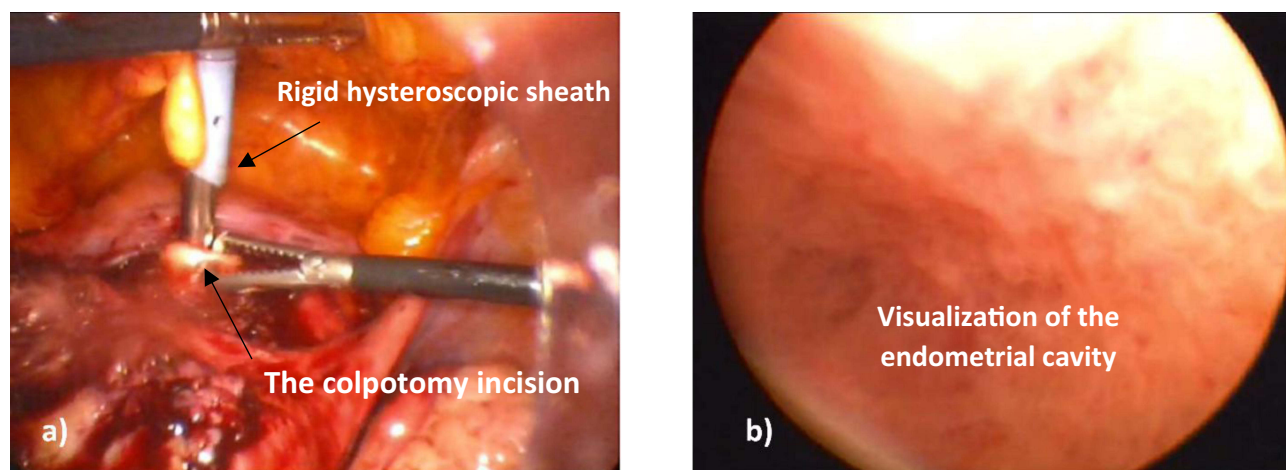 Rigid hysteroscopic sheath
The colpotomy incision
a)
Visualization of the
endometrial cavity
b)